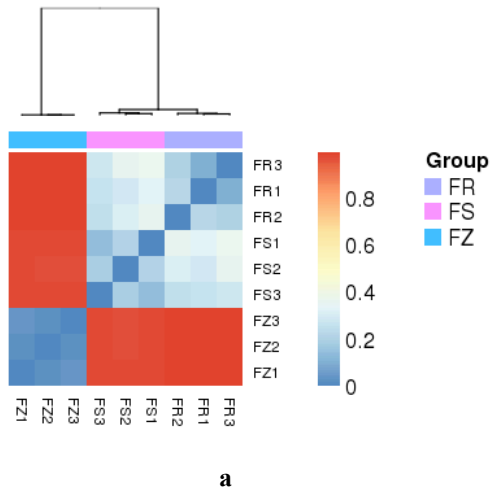 FR3
FR1
FR2
FS1
FS2
FS3
FZ3
FZ2
FZ1
FZ1
FZ2
FZ3
FS3
FS2
FS1
FR2
FR1
FR3
0.8
0.6
0.4
0.2
0
Group
FR
FS
FZ
a